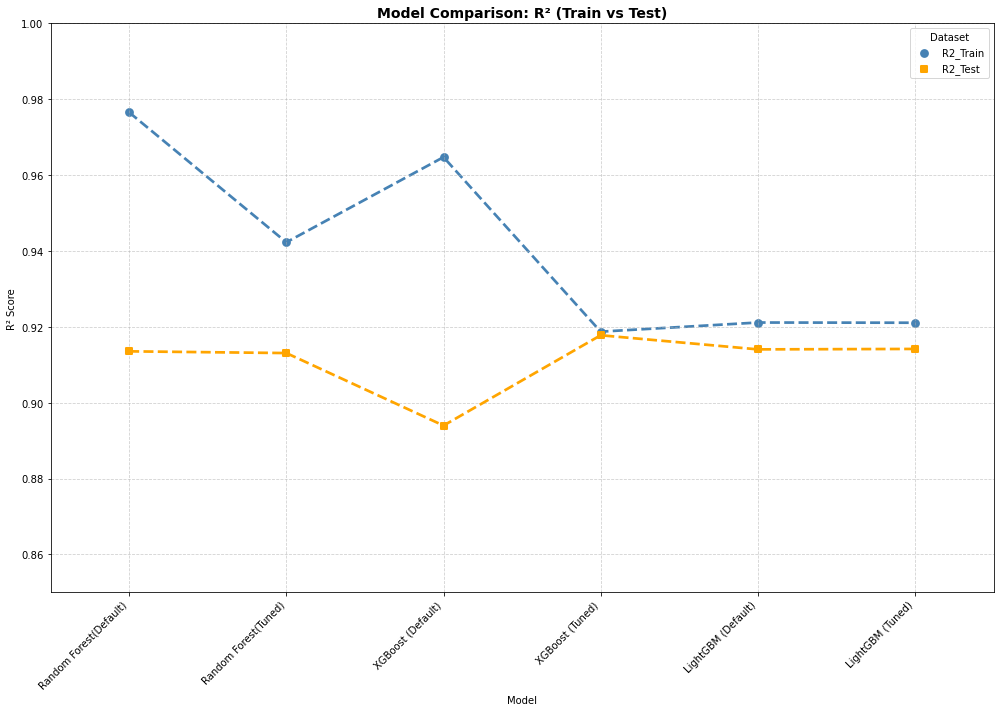 Model Comparison: R² (Train vs Test)
Dataset
R2_Train
R2_Test
R² Score
1.00
0.98
0.96
0.94
0.92
0.90
0.88
0.86
Random Forest(Default)
Random Forest(Tuned)
XGBoost (Default)
XGBoost (Tuned)
LightGBM (Default)
LightGBM (Tuned)
Model